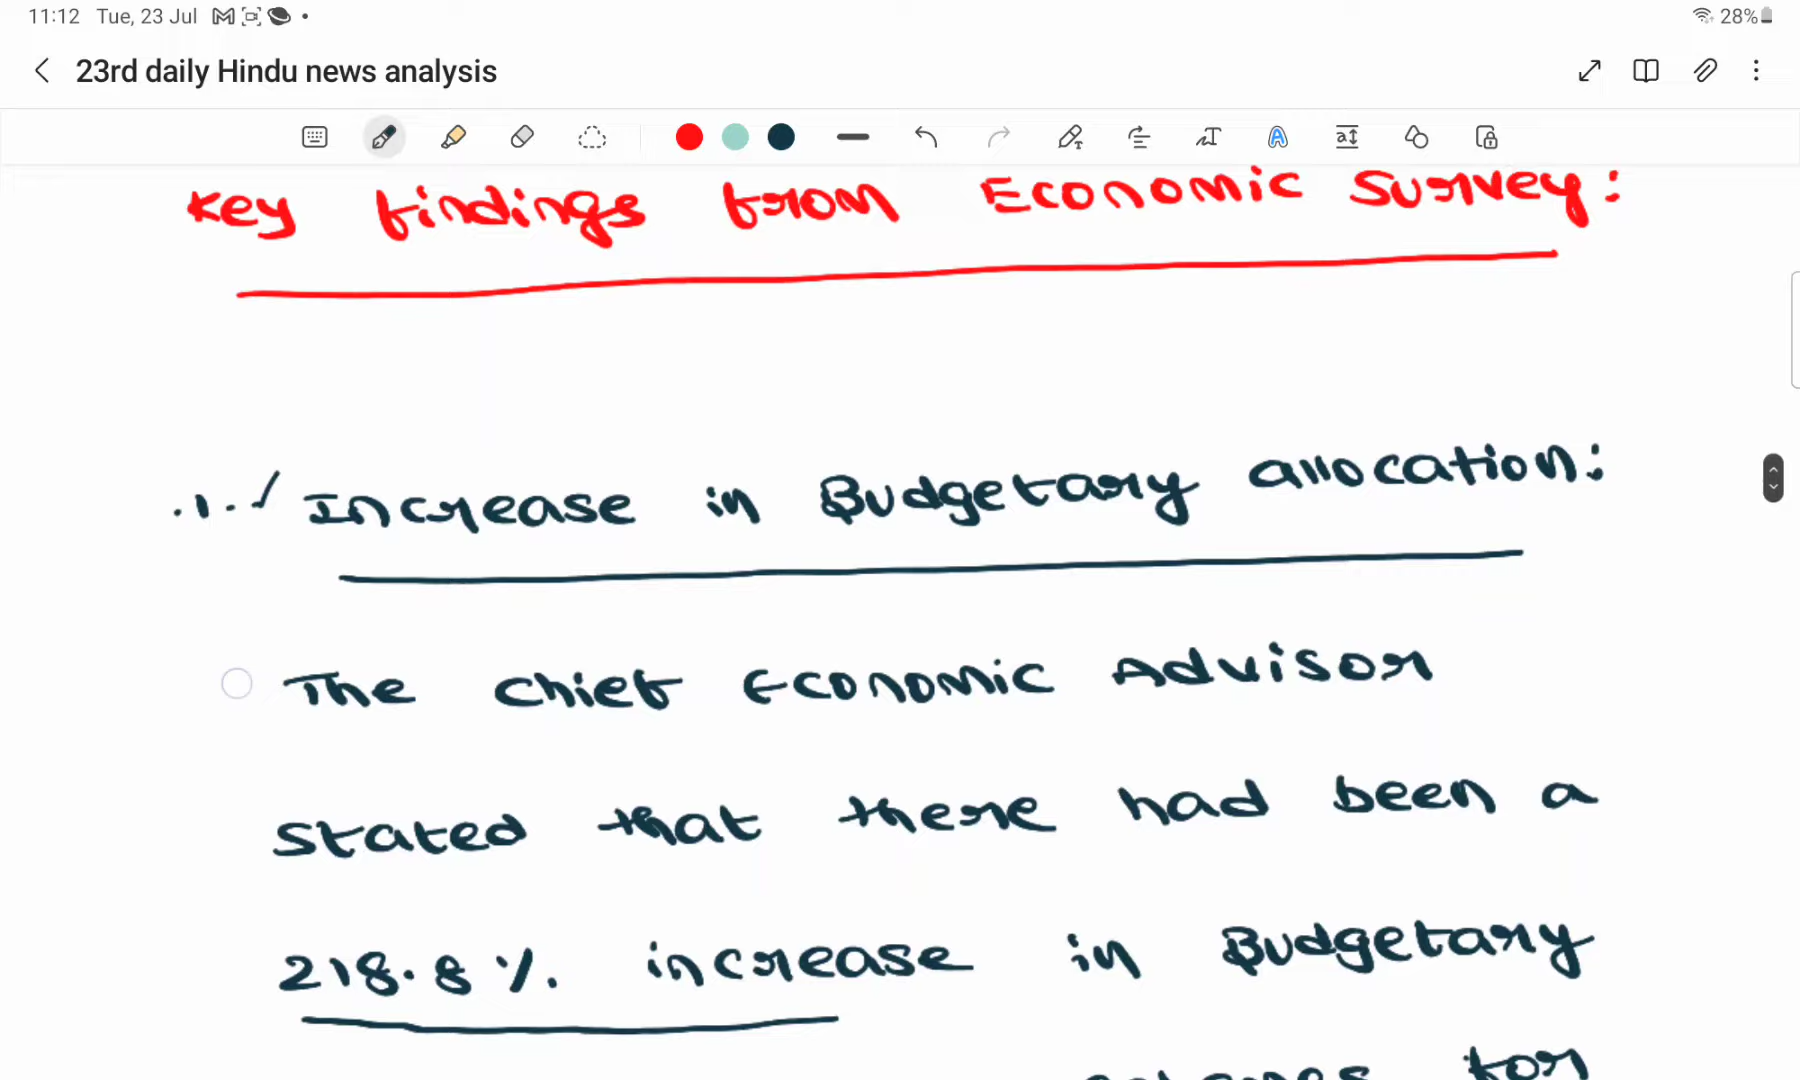 11:12 Tue, 23 Jul 28%
23rd daily Hindu news analysis
Key findings from Economic Survey:
.1. Increase in Budgetary allocation:
The chief Economic Advisor
stated that there had been a
218.8 %. increase in Budgetary
for